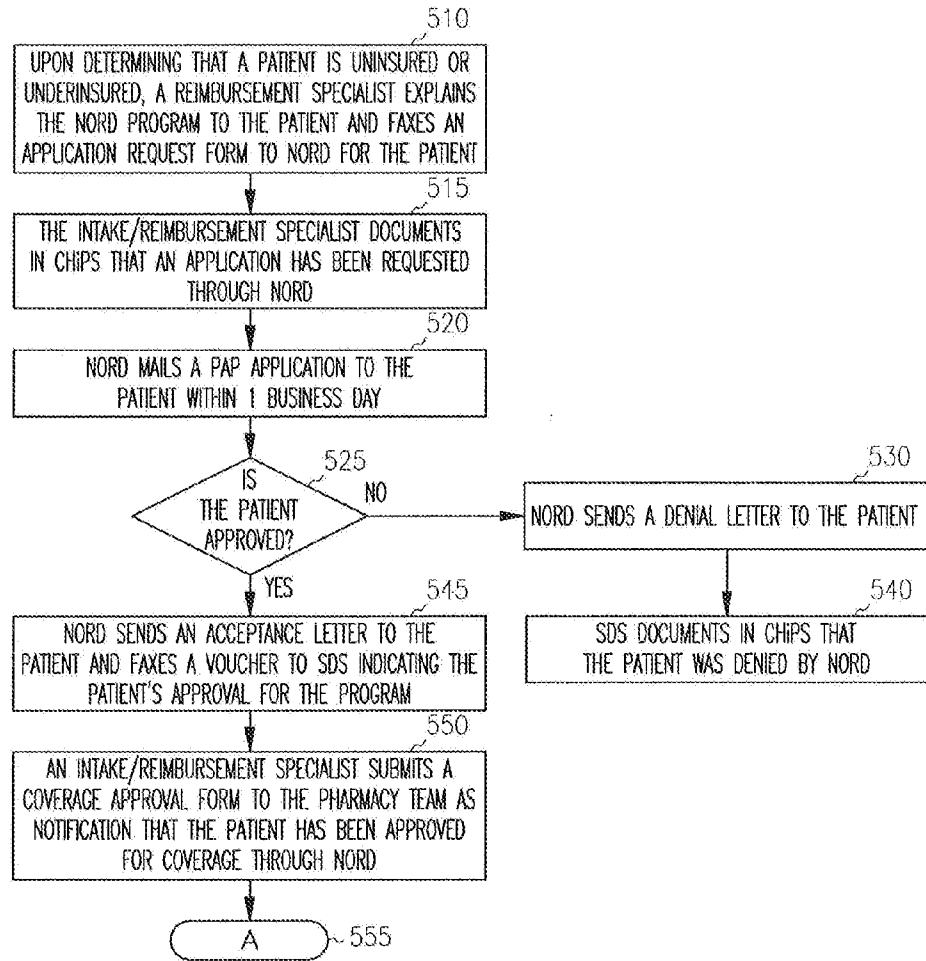 510
UPON DETERMINING THAT A PATIENT IS UNINSURED OR
UNDERINSURED, A REIMBURSEMENT SPECIALIST EXPLAINS
THE NORD PROGRAM TO THE PATIENT AND FAXES AN
APPLICATION REQUEST FORM TO NORD FOR THE PATIENT
515
THE INTAKE/REIMBURSEMENT SPECIALIST DOCUMENTS
IN CHiPS THAT AN APPLICATION HAS BEEN REQUESTED
THROUGH NORD
520
NORD MAILS A PAP APPLICATION TO THE
PATIENT WITHIN 1 BUSINESS DAY
525
IS
THE PATIENT
APPROVED?
NO
530
NORD SENDS A DENIAL LETTER TO THE PATIENT
540
SDS DOCUMENTS IN CHiPS THAT
THE PATIENT WAS DENIED BY NORD
YES
545
NORD SENDS AN ACCEPTANCE LETTER TO THE
PATIENT AND FAXES A VOUCHER TO SDS INDICATING THE
PATIENT'S APPROVAL FOR THE PROGRAM
550
AN INTAKE/REIMBURSEMENT SPECIALIST SUBMITS A
COVERAGE APPROVAL FORM TO THE PHARMACY TEAM AS
NOTIFICATION THAT THE PATIENT HAS BEEN APPROVED
FOR COVERAGE THROUGH NORD
A
555